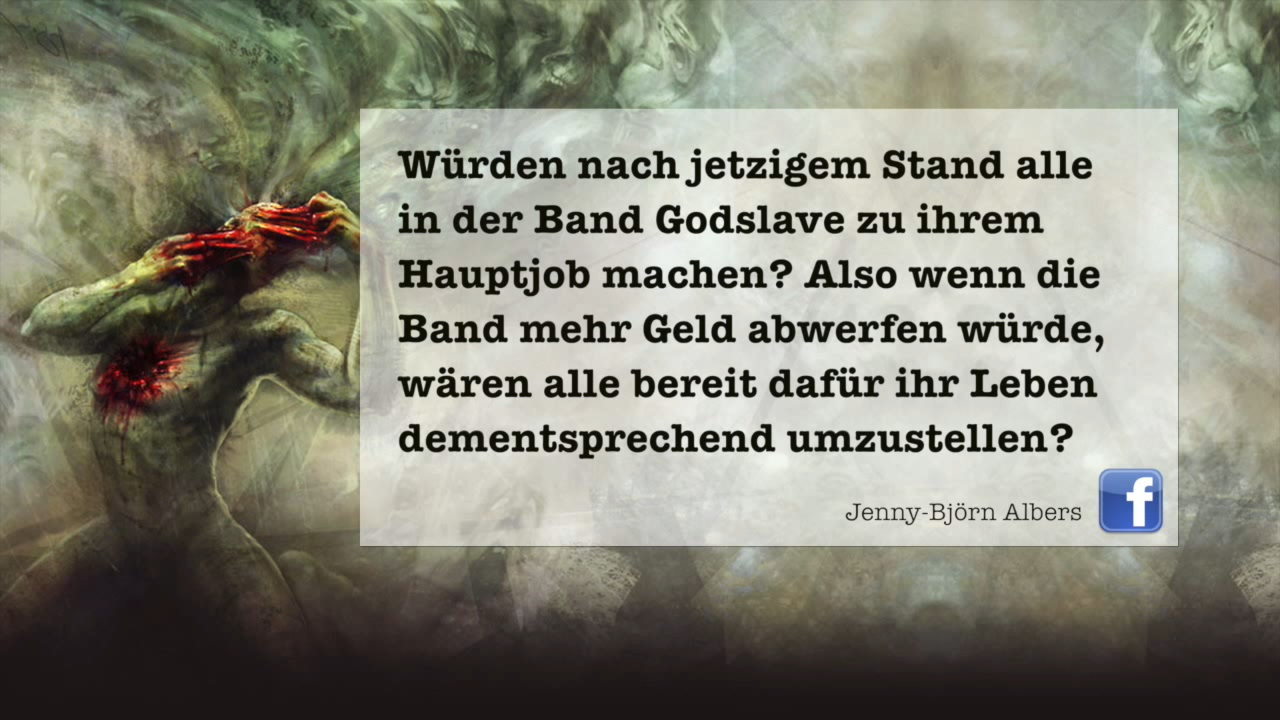 Würden nach jetzigem Stand alle
in der Band Godslave zu ihrem
Hauptjob machen? Also wenn die
Band mehr Geld abwerfen würde,
wären alle bereit dafür ihr Leben
dementsprechend umzustellen?
Jenny-Björn Albers
f